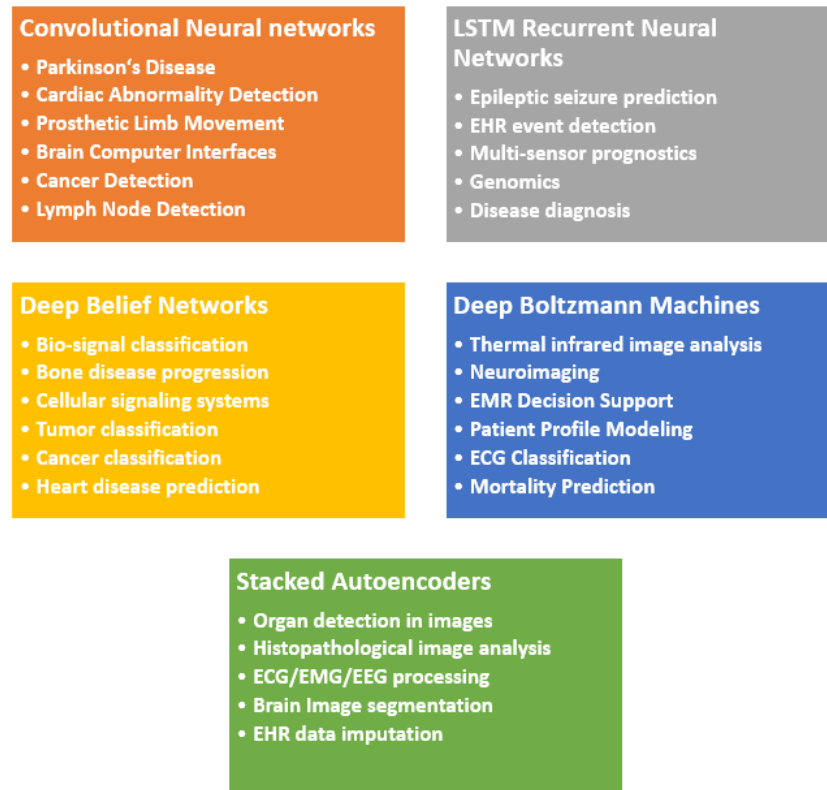 Convolutional Neural networks
• Parkinson‘s Disease
• Cardiac Abnormality Detection
• Prosthetic Limb Movement
• Brain Computer Interfaces
• Cancer Detection
• Lymph Node Detection
LSTM Recurrent Neural
Networks
• Epileptic seizure prediction
• EHR event detection
• Multi-sensor prognostics
• Genomics
• Disease diagnosis
Deep Belief Networks
• Bio-signal classification
• Bone disease progression
• Cellular signaling systems
• Tumor classification
• Cancer classification
• Heart disease prediction
Deep Boltzmann Machines
• Thermal infrared image analysis
• Neuroimaging
• EMR Decision Support
• Patient Profile Modeling
• ECG Classification
• Mortality Prediction
Stacked Autoencoders
• Organ detection in images
• Histopathological image analysis
• ECG/EMG/EEG processing
• Brain Image segmentation
• EHR data imputation